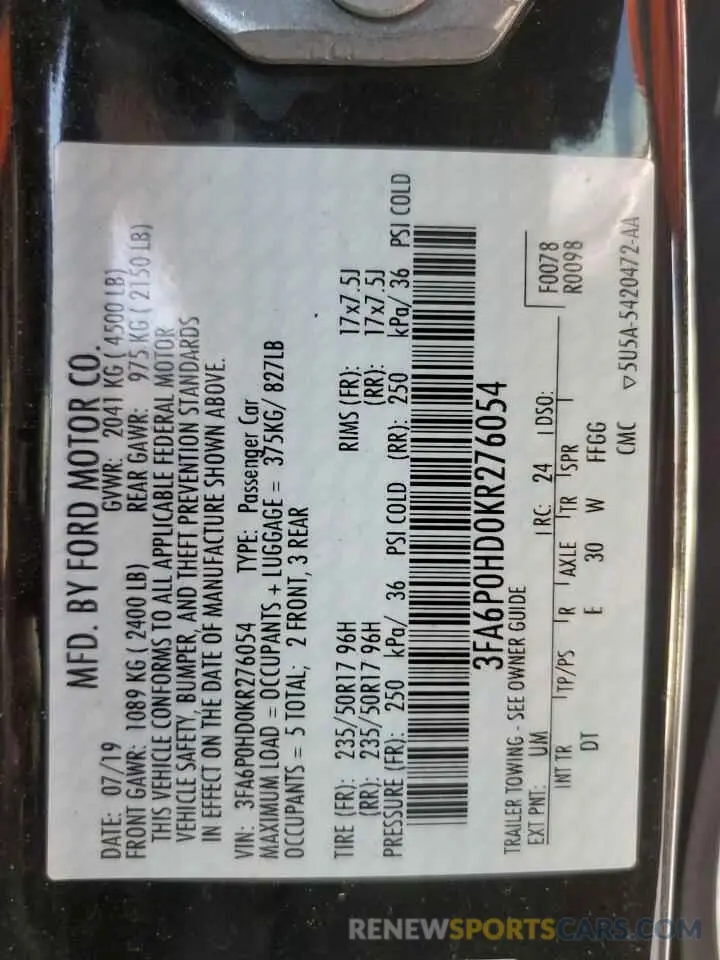 MFD. BY FORD MOTOR CO.
DATE: 07/19 GVWR: 2041 KG ( 4500 LB)
FRONT GAWR: 1089 KG ( 2400 LB) REAR GAWR: 975 KG ( 2150 LB)
THIS VEHICLE CONFORMS TO ALL APPLICABLE FEDERAL MOTOR
VEHICLE SAFETY, BUMPER, AND THEFT PREVENTION STANDARDS
IN EFFECT ON THE DATE OF MANUFACTURE SHOWN ABOVE.
VIN: 3FA6P0HD0KR276054 TYPE: Passenger Car
MAXIMUM LOAD = OCCUPANTS + LUGGAGE = 375KG/ 827LB
OCCUPANTS = 5 TOTAL; 2 FRONT, 3 REAR
TIRE (FR): 235/50R17 96H RIMS (FR): 17x7.5J
(RR): 235/50R17 96H (RR): 17x7.5J
PRESSURE (FR): 250 kPa/ 36 PSI COLD (RR): 250 kPa/ 36 PSI COLD
3FA6P0HD0KR276054
TRAILER TOWING - SEE OWNER GUIDE F0078
R0098
EXT PNT: UM RC: 24 DSO:
INT TR TP/PS R AXLE TR SPR
DT E 30 W FFGG
CMC ▽5U5A-5420472-AA
RENEWSPORTSCARS.COM